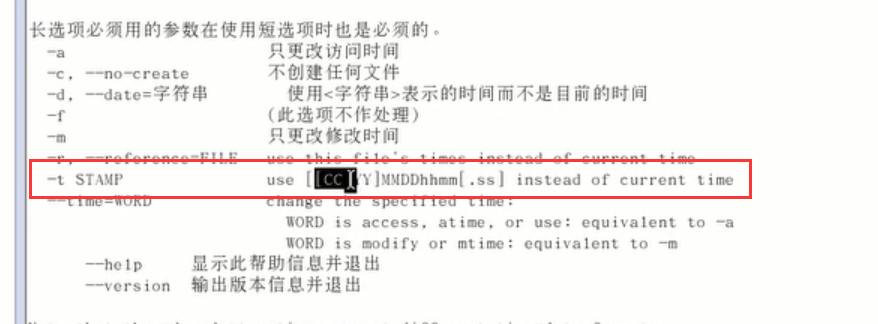 长选项必须用的参数在使用短选项时也是必须的。
-a 只更改访问时间
-c, --no-create 不创建任何文件
-d, --date=字符串 使用<字符串>表示的时间而不是目前的时间
-f (此选项不作处理)
-m 只更改修改时间
-r, --reference=FILE use this file's times instead of current time
-t STAMP use [[CC]YY]MMDDhhmm[.ss] instead of current time
--time=WORD change the specified time:
WORD is access, atime, or use: equivalent to -a
WORD is modify or mtime: equivalent to -m
--help 显示此帮助信息并退出
--version 输出版本信息并退出